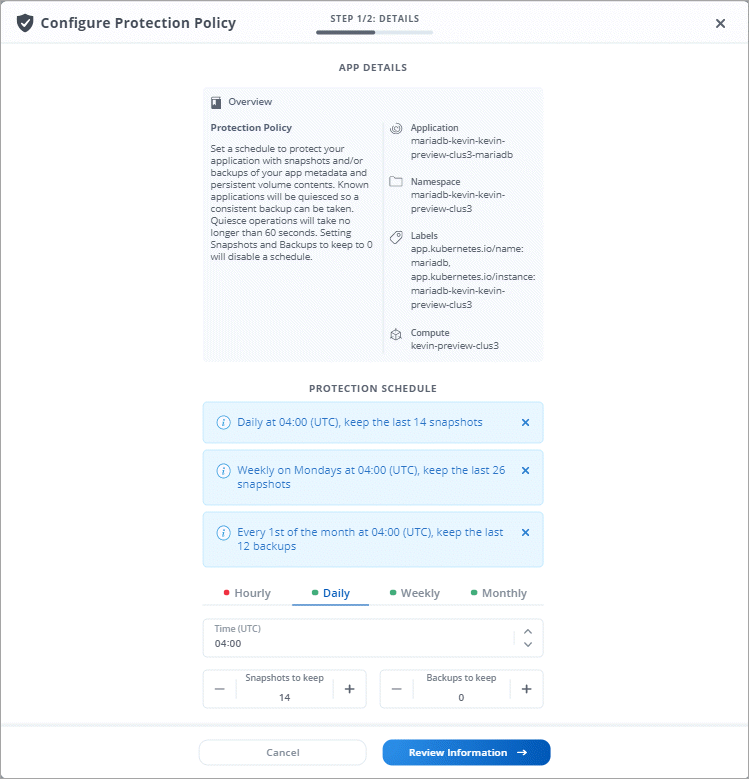 Configure Protection Policy
STEP 1/2: DETAILS
APP DETAILS
Overview
Protection Policy
Set a schedule to protect your
application with snapshots and/or
backups of your app metadata and
persistent volume contents. Known
applications will be quiesced so a
consistent backup can be taken.
Quiesce operations will take no
longer than 60 seconds. Setting
Snapshots and Backups to keep to 0
will disable a schedule.
Application
mariadb-kevin-kevin-
preview-clus3-mariadb
Namespace
mariadb-kevin-kevin-
preview-clus3
Labels
app.kubernetes.io/name:
mariadb,
app.kubernetes.io/instance:
mariadb-kevin-kevin-
preview-clus3
Compute
kevin-preview-clus3
PROTECTION SCHEDULE
Daily at 04:00 (UTC), keep the last 14 snapshots
Weekly on Mondays at 04:00 (UTC), keep the last 26
snapshots
Every 1st of the month at 04:00 (UTC), keep the last
12 backups
Hourly Daily Weekly Monthly
Time (UTC)
04:00
Snapshots to keep
14
Backups to keep
0
Cancel
Review Information →